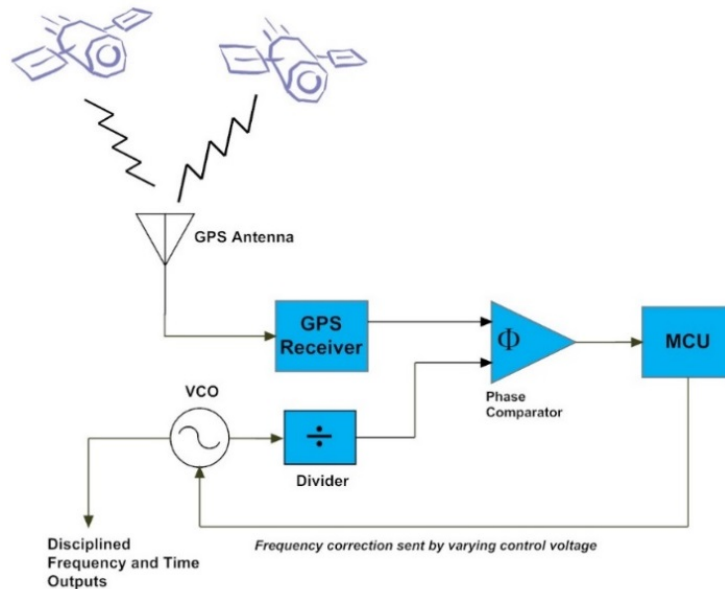 GPS Antenna
GPS
Receiver
Φ
MCU
Phase
Comparator
VCO
÷
Divider
Disciplined
Frequency and Time
Outputs
Frequency correction sent by varying control voltage